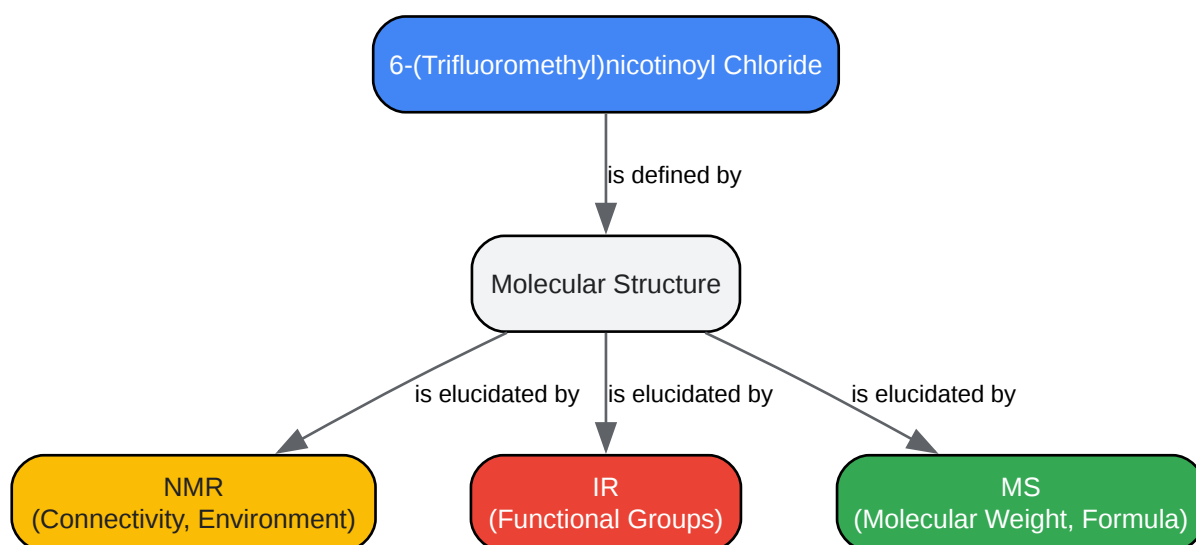 6-(Trifluoromethyl)nicotinoyl Chloride
is defined by
Molecular Structure
is elucidated by
is elucidated by
is elucidated by
NMR
(Connectivity, Environment)
IR
(Functional Groups)
MS
(Molecular Weight, Formula)